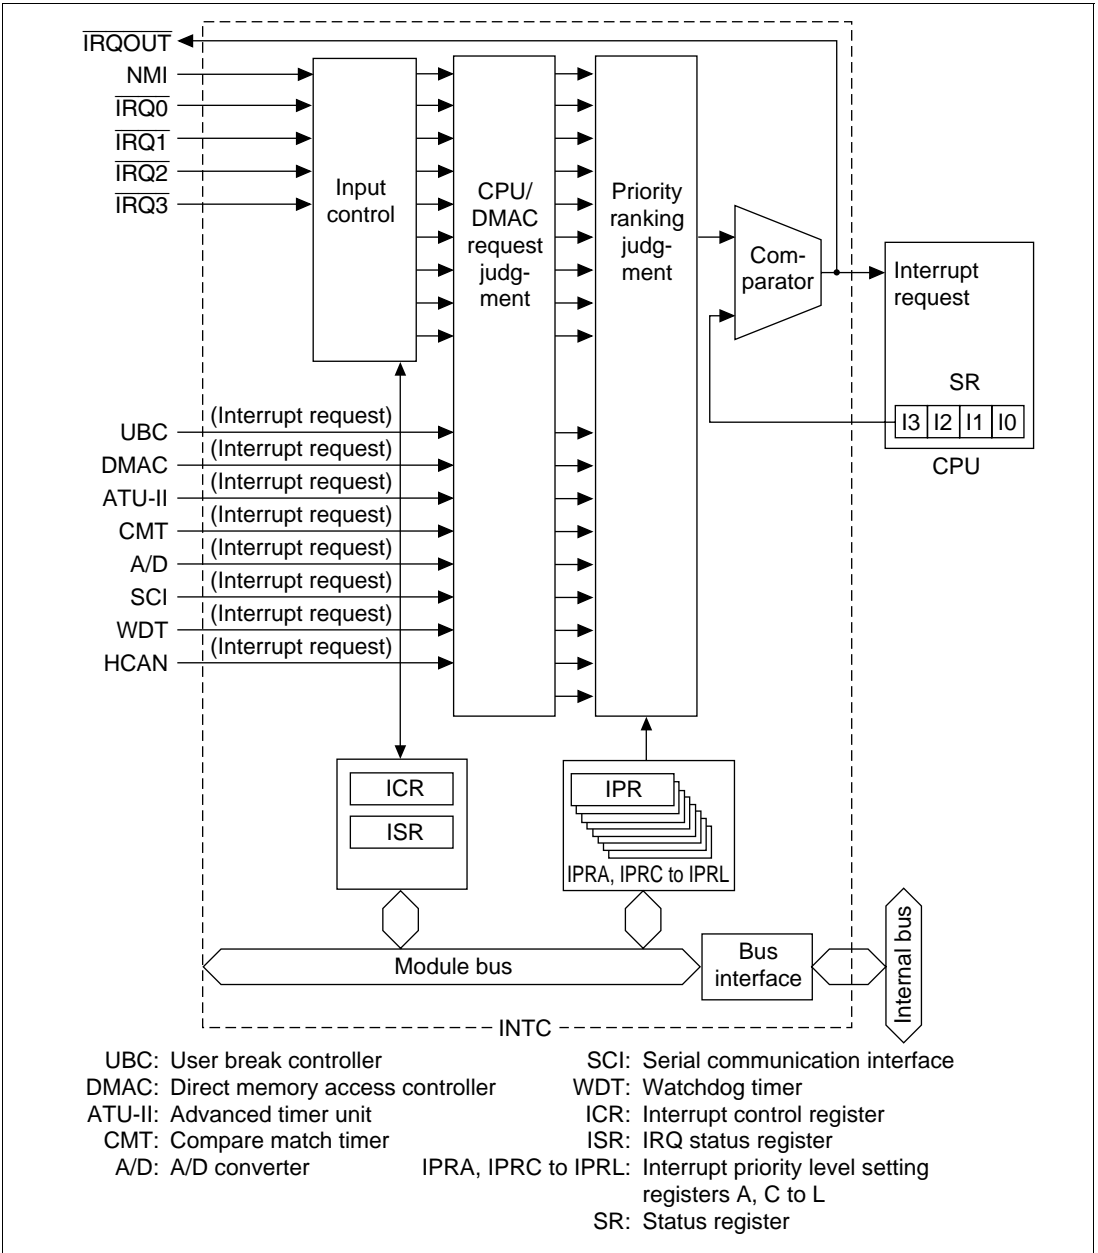 IRQOUT
NMI
IRQ0
IRQ1
IRQ2
IRQ3
Input
control
CPU/
DMAC
request
judg-
ment
Priority
ranking
judg-
ment
Com-
parator
Interrupt
request
SR
I3 I2 I1 I0
CPU
UBC (Interrupt request)
DMAC (Interrupt request)
ATU-II (Interrupt request)
CMT (Interrupt request)
A/D (Interrupt request)
SCI (Interrupt request)
WDT (Interrupt request)
HCAN (Interrupt request)
ICR
ISR
IPR
IPRA, IPRC to IPRL
Module bus
Bus
interface
Internal bus
INTC
UBC: User break controller
DMAC: Direct memory access controller
ATU-II: Advanced timer unit
CMT: Compare match timer
A/D: A/D converter
SCI: Serial communication interface
WDT: Watchdog timer
ICR: Interrupt control register
ISR: IRQ status register
IPRA, IPRC to IPRL: Interrupt priority level setting
registers A, C to L
SR: Status register